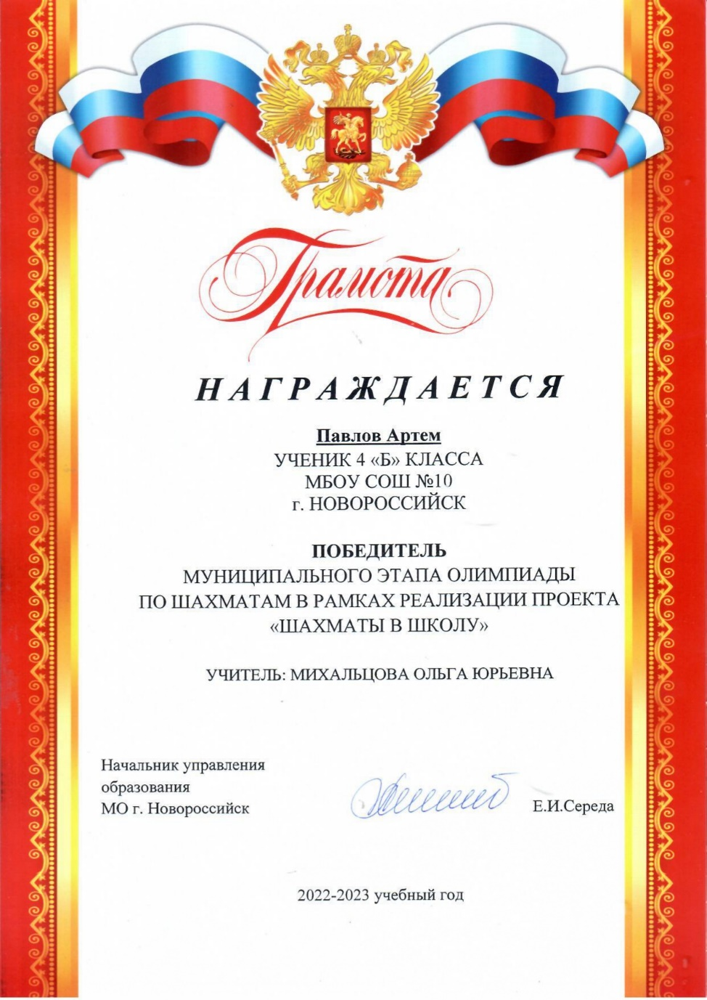 Грамота
НАГРАЖДАЕТСЯ
Павлов Артем
УЧЕНИК 4 «Б» КЛАССА
МБОУ СОШ №10
г. НОВОРОССИЙСК
ПОБЕДИТЕЛЬ
МУНИЦИПАЛЬНОГО ЭТАПА ОЛИМПИАДЫ
ПО ШАХМАТАМ В РАМКАХ РЕАЛИЗАЦИИ ПРОЕКТА
«ШАХМАТЫ В ШКОЛУ»
УЧИТЕЛЬ: МИХАЛЬЦОВА ОЛЬГА ЮРЬЕВНА
Начальник управления
образования
МО г. Новороссийск
Е.И.Середа
2022-2023 учебный год